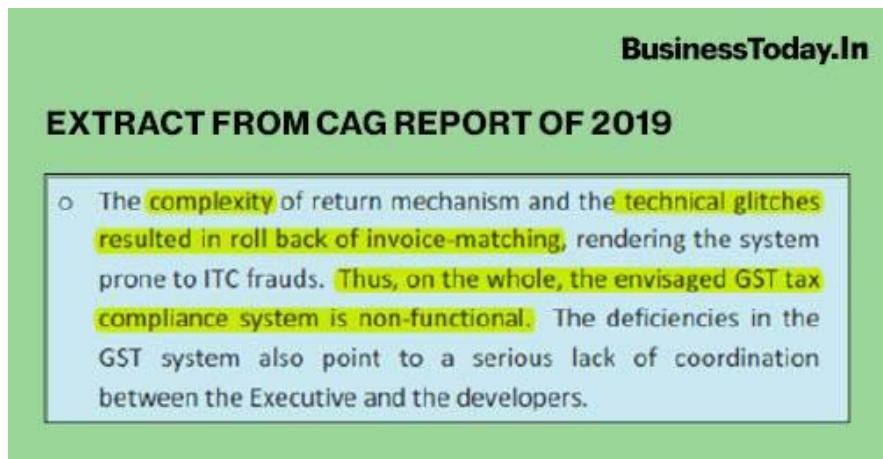 BusinessToday.In
EXTRACT FROM CAG REPORT OF 2019
o The complexity of return mechanism and the technical glitches
resulted in roll back of invoice-matching, rendering the system
prone to ITC frauds. Thus, on the whole, the envisaged GST tax
compliance system is non-functional. The deficiencies in the
GST system also point to a serious lack of coordination
between the Executive and the developers.